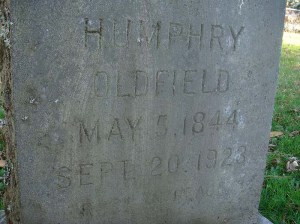 HUMPHRY
OLDFIELD
MAY 5, 1844
SEPT. 20, 1923